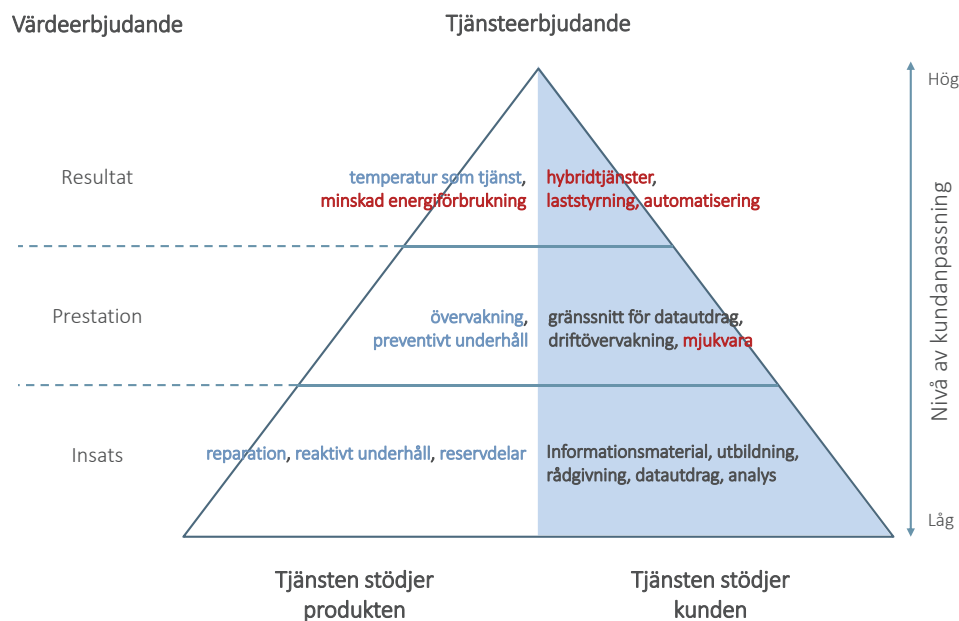 Värdeerbjudande
Tjänsteerbjudande
Hög
Resultat
temperatur som tjänst,
minskad energiförbrukning
hybridtjänster,
laststyrning, automatisering
Nivå av kundanpassning
Prestation
övervakning,
preventivt underhåll
gränssnitt för datautdrag,
driftövervakning, mjukvara
Insats
reparation, reaktivt underhåll, reservdelar
Informationsmaterial, utbildning,
rådgivning, datautdrag, analys
Låg
Tjänsten stödjer
produkten
Tjänsten stödjer
kunden